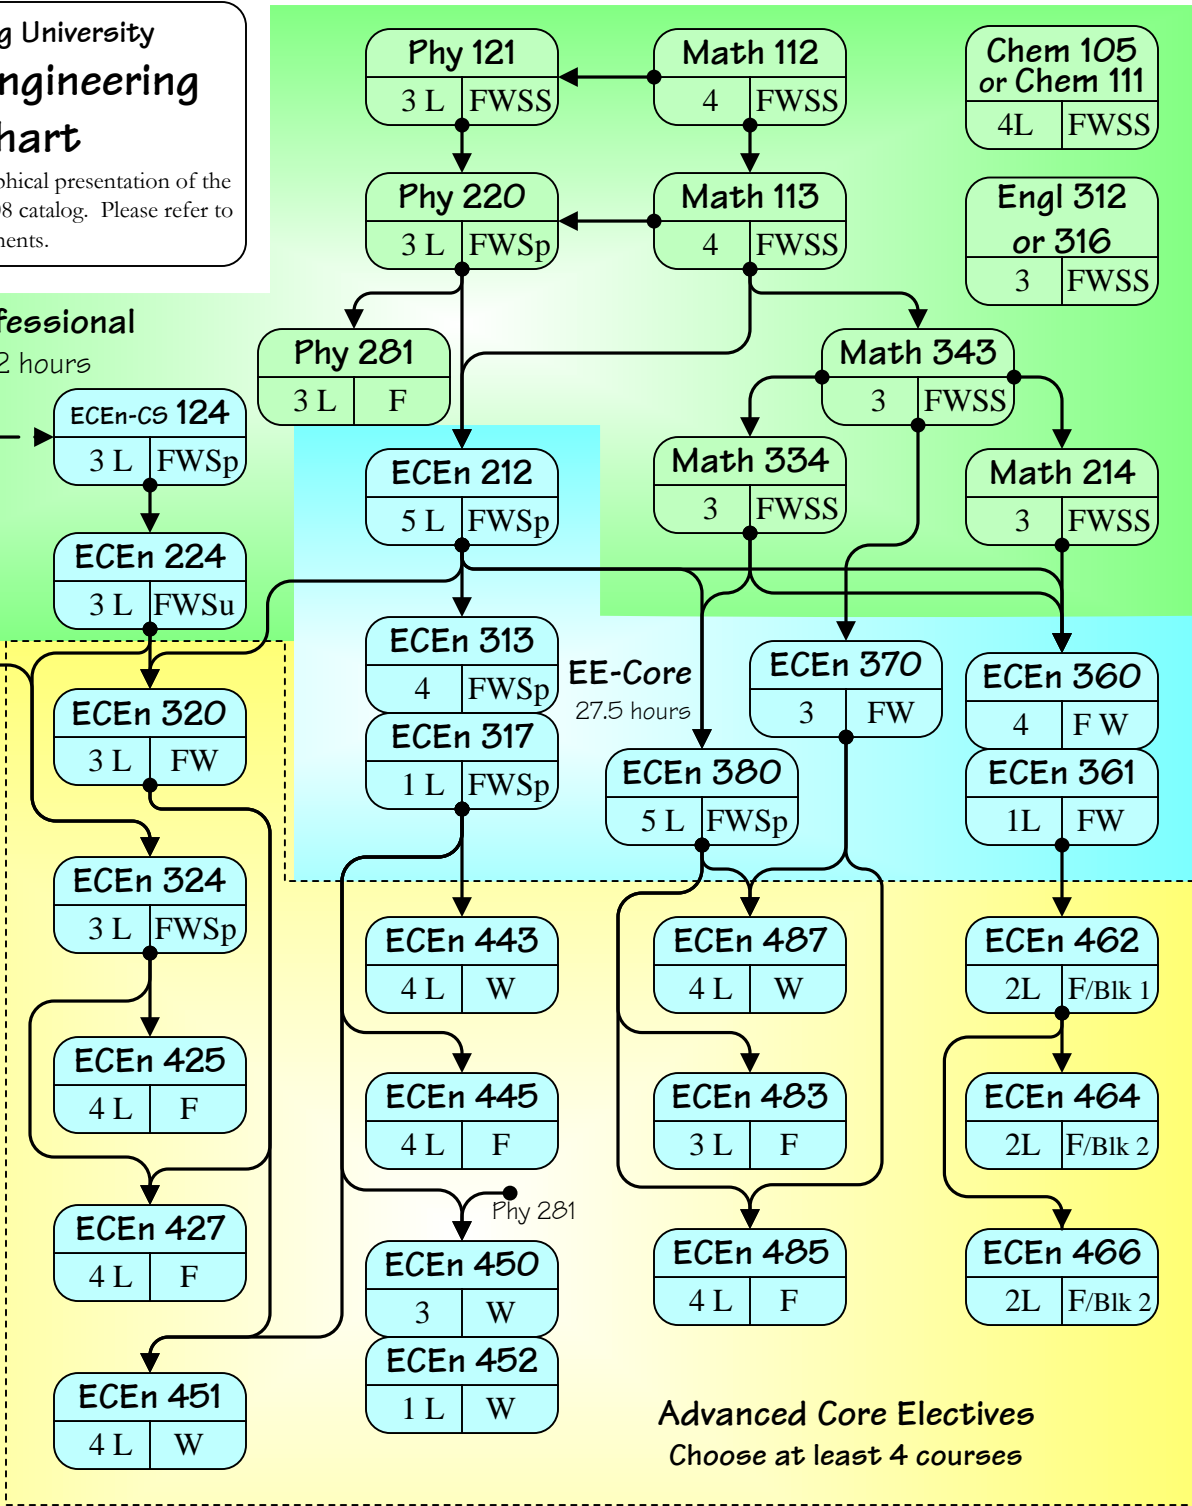 g University
ngineering
hart
phical presentation of the
08 catalog. Please refer to
nents.
fessional
2 hours
Phy 121
3 L FWSS
Math 112
4 FWSS
Chem 105
or Chem 111
4L FWSS
Phy 220
3 L FWSp
Math 113
4 FWSS
Engl 312
or 316
3 FWSS
Phy 281
3 L F
Math 343
3 FWSS
ECEn-CS 124
3 L FWSp
ECEn 212
5 L FWSp
Math 334
3 FWSS
Math 214
3 FWSS
ECEn 224
3 L FWSu
ECEn 313
4 FWSp
EE-Core
27.5 hours
ECEn 370
3 FW
ECEn 360
4 F W
ECEn 320
3 L FW
ECEn 317
1 L FWSp
ECEn 380
5 L FWSp
ECEn 361
1L FW
ECEn 324
3 L FWSp
ECEn 443
4 L W
ECEn 487
4 L W
ECEn 462
2L F/Blk 1
ECEn 425
4 L F
ECEn 445
4 L F
ECEn 483
3 L F
ECEn 464
2L F/Blk 2
Phy 281
ECEn 427
4 L F
ECEn 450
3 W
ECEn 485
4 L F
ECEn 466
2L F/Blk 2
ECEn 452
1 L W
ECEn 451
4 L W
Advanced Core Electives
Choose at least 4 courses